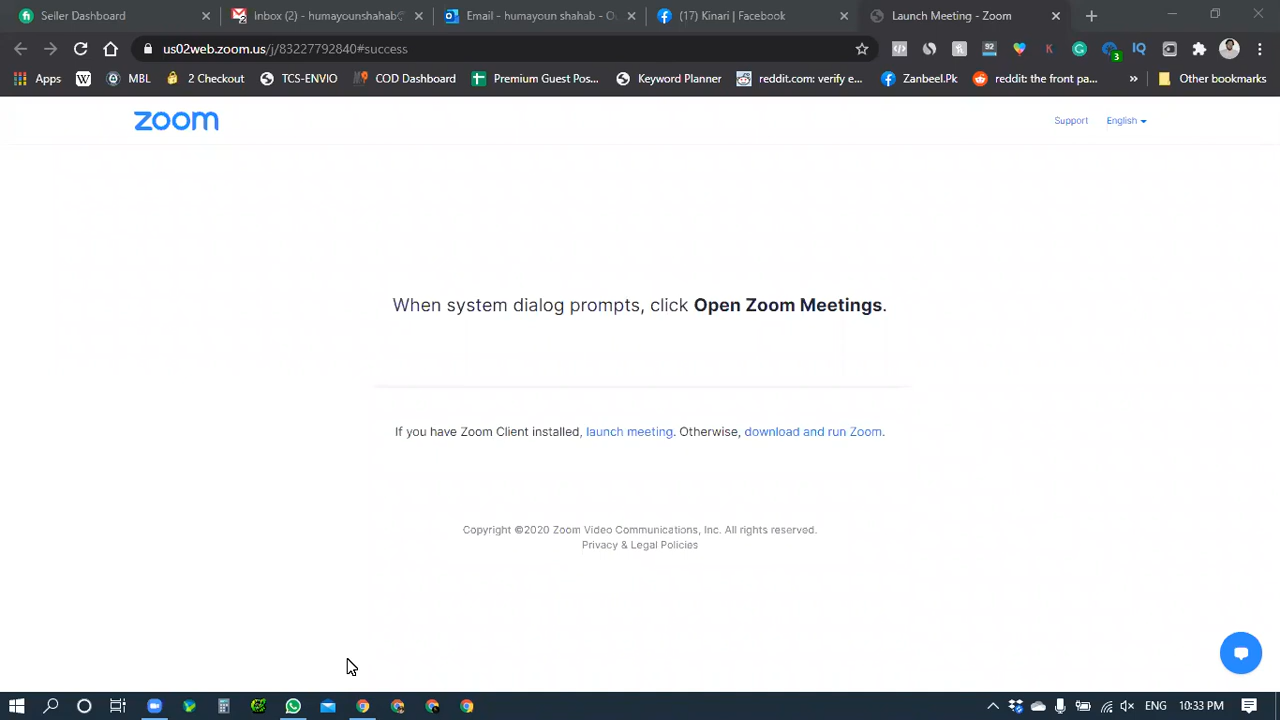 Seller Dashboard
Inbox (2) - humayounshahab@
Email - humayoun shahab - O
(17) Kinari | Facebook
Launch Meeting - Zoom
us02web.zoom.us/j/83227792840#success
92
K
IQ
3
Apps
MBL
2 Checkout
TCS-ENVIO
COD Dashboard
Premium Guest Pos...
Keyword Planner
reddit.com: verify e...
Zanbeel.Pk
reddit: the front pa...
»
Other bookmarks
zoom
Support
English
When system dialog prompts, click Open Zoom Meetings.
If you have Zoom Client installed, launch meeting. Otherwise, download and run Zoom.
Copyright ©2020 Zoom Video Communications, Inc. All rights reserved.
Privacy & Legal Policies
ENG
10:33 PM